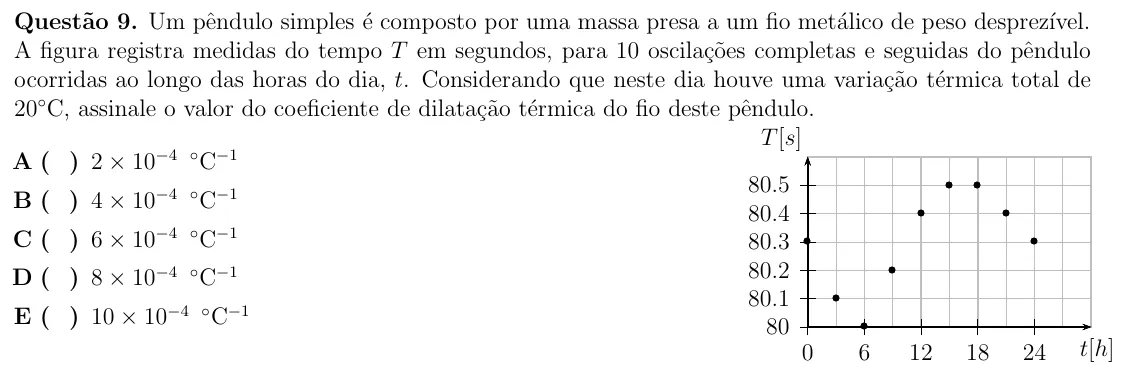 Questão 9. Um pêndulo simples é composto por uma massa presa a um fio metálico de peso desprezível.
A figura registra medidas do tempo T em segundos, para 10 oscilações completas e seguidas do pêndulo
ocorridas ao longo das horas do dia, t. Considerando que neste dia houve uma variação térmica total de
20°C, assinale o valor do coeficiente de dilatação térmica do fio deste pêndulo.
A ( ) 2 × 10⁻⁴ °C⁻¹
B ( ) 4 × 10⁻⁴ °C⁻¹
C ( ) 6 × 10⁻⁴ °C⁻¹
D ( ) 8 × 10⁻⁴ °C⁻¹
E ( ) 10 × 10⁻⁴ °C⁻¹
T[s]
80.5
80.4
80.3
80.2
80.1
80
0 6 12 18 24 t[h]